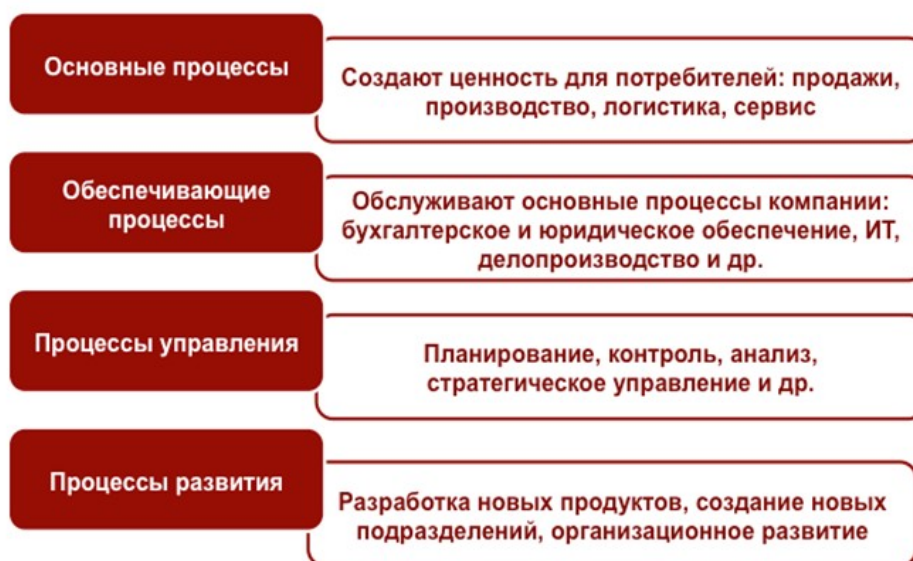 Основные процессы
Создают ценность для потребителей: продажи,
производство, логистика, сервис
Обеспечивающие
процессы
Обслуживают основные процессы компании:
бухгалтерское и юридическое обеспечение, ИТ,
делопроизводство и др.
Процессы управления
Планирование, контроль, анализ,
стратегическое управление и др.
Процессы развития
Разработка новых продуктов, создание новых
подразделений, организационное развитие